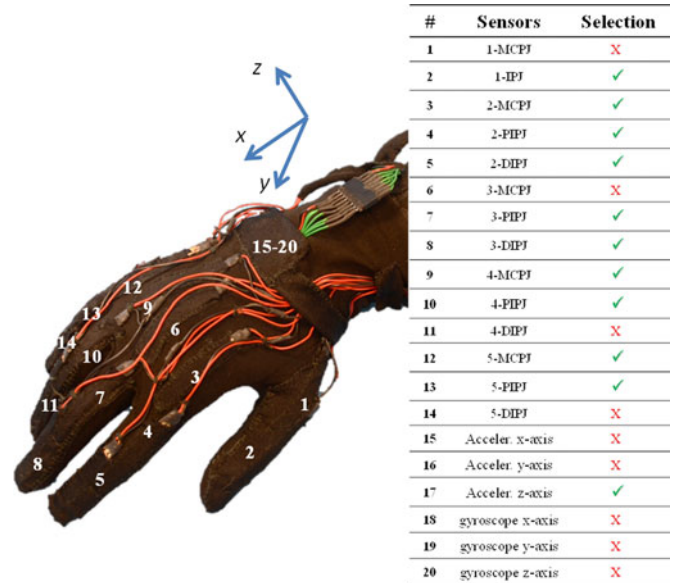 z
x
y
15-20
12
9
13
14
10
6
11
7
3
4
1
8
5
2
# Sensors Selection
1 1-MCPJ X
2 1-IPJ ✓
3 2-MCPJ ✓
4 2-PIPJ ✓
5 2-DIPJ ✓
6 3-MCPJ X
7 3-PIPJ ✓
8 3-DIPJ ✓
9 4-MCPJ ✓
10 4-PIPJ ✓
11 4-DIPJ X
12 5-MCPJ ✓
13 5-PIPJ ✓
14 5-DIPJ X
15 Acceler. x-axis X
16 Acceler. y-axis X
17 Acceler. z-axis ✓
18 gyroscope x-axis X
19 gyroscope y-axis X
20 gyroscope z-axis X